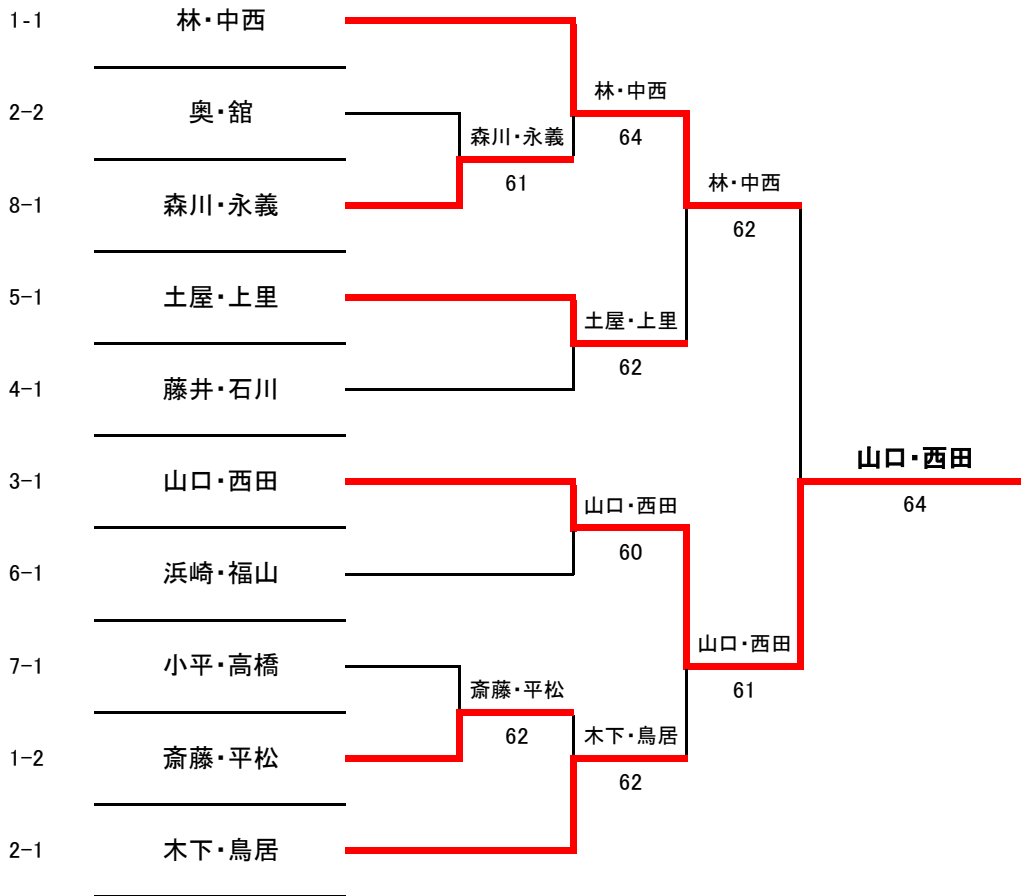 1-1 林・中西
林・中西
2-2 奥・舘
森川・永義
64
61
林・中西
8-1 森川・永義
62
5-1 土屋・上里
土屋・上里
62
4-1 藤井・石川
山口・西田
3-1 山口・西田
山口・西田
64
60
6-1 浜崎・福山
山口・西田
7-1 小平・高橋
斎藤・平松
61
62
木下・鳥居
1-2 斎藤・平松
62
2-1 木下・鳥居